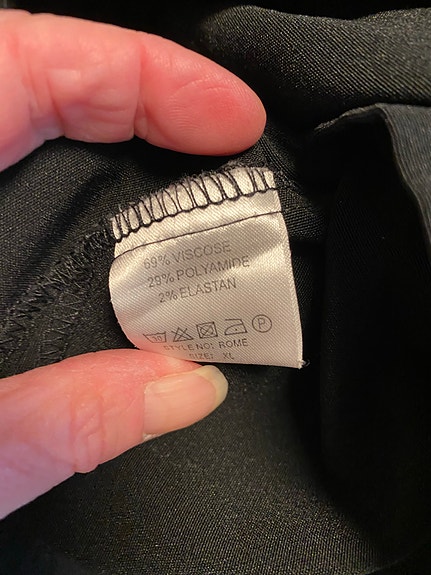 69% VISCOSE
29% POLYAMIDE
2% ELASTAN
P
STYLE NO: ROME
SIZE: XL